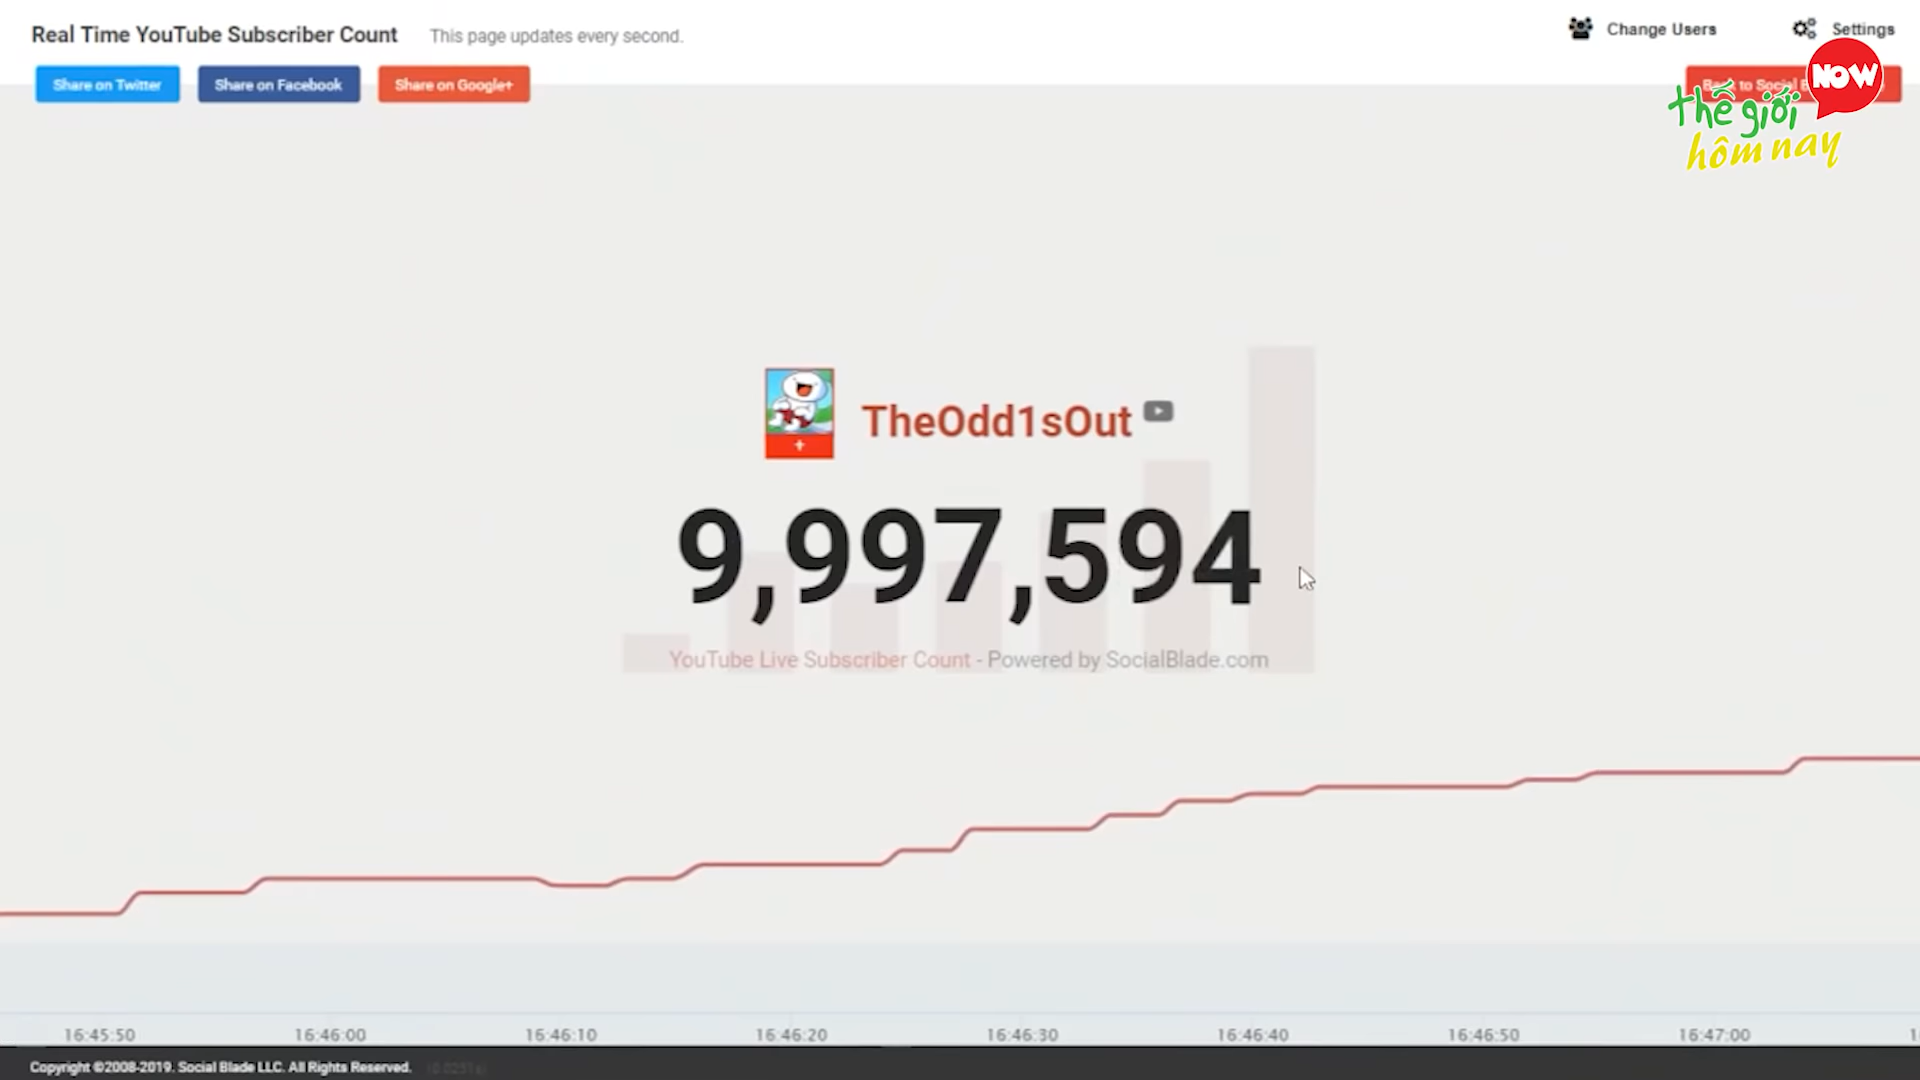 Real Time YouTube Subscriber Count
This page updates every second.
Change Users
Settings
Share on Twitter
Share on Facebook
Share on Google+
Back to Social
NOW
thế giới
hôm nay
+
TheOdd1sOut
9,997,594
YouTube Live Subscriber Count - Powered by SocialBlade.com
16:45:50
16:46:00
16:46:10
16:46:20
16:46:30
16:46:40
16:46:50
16:47:00
Copyright ©2008-2019. Social Blade LLC. All Rights Reserved.